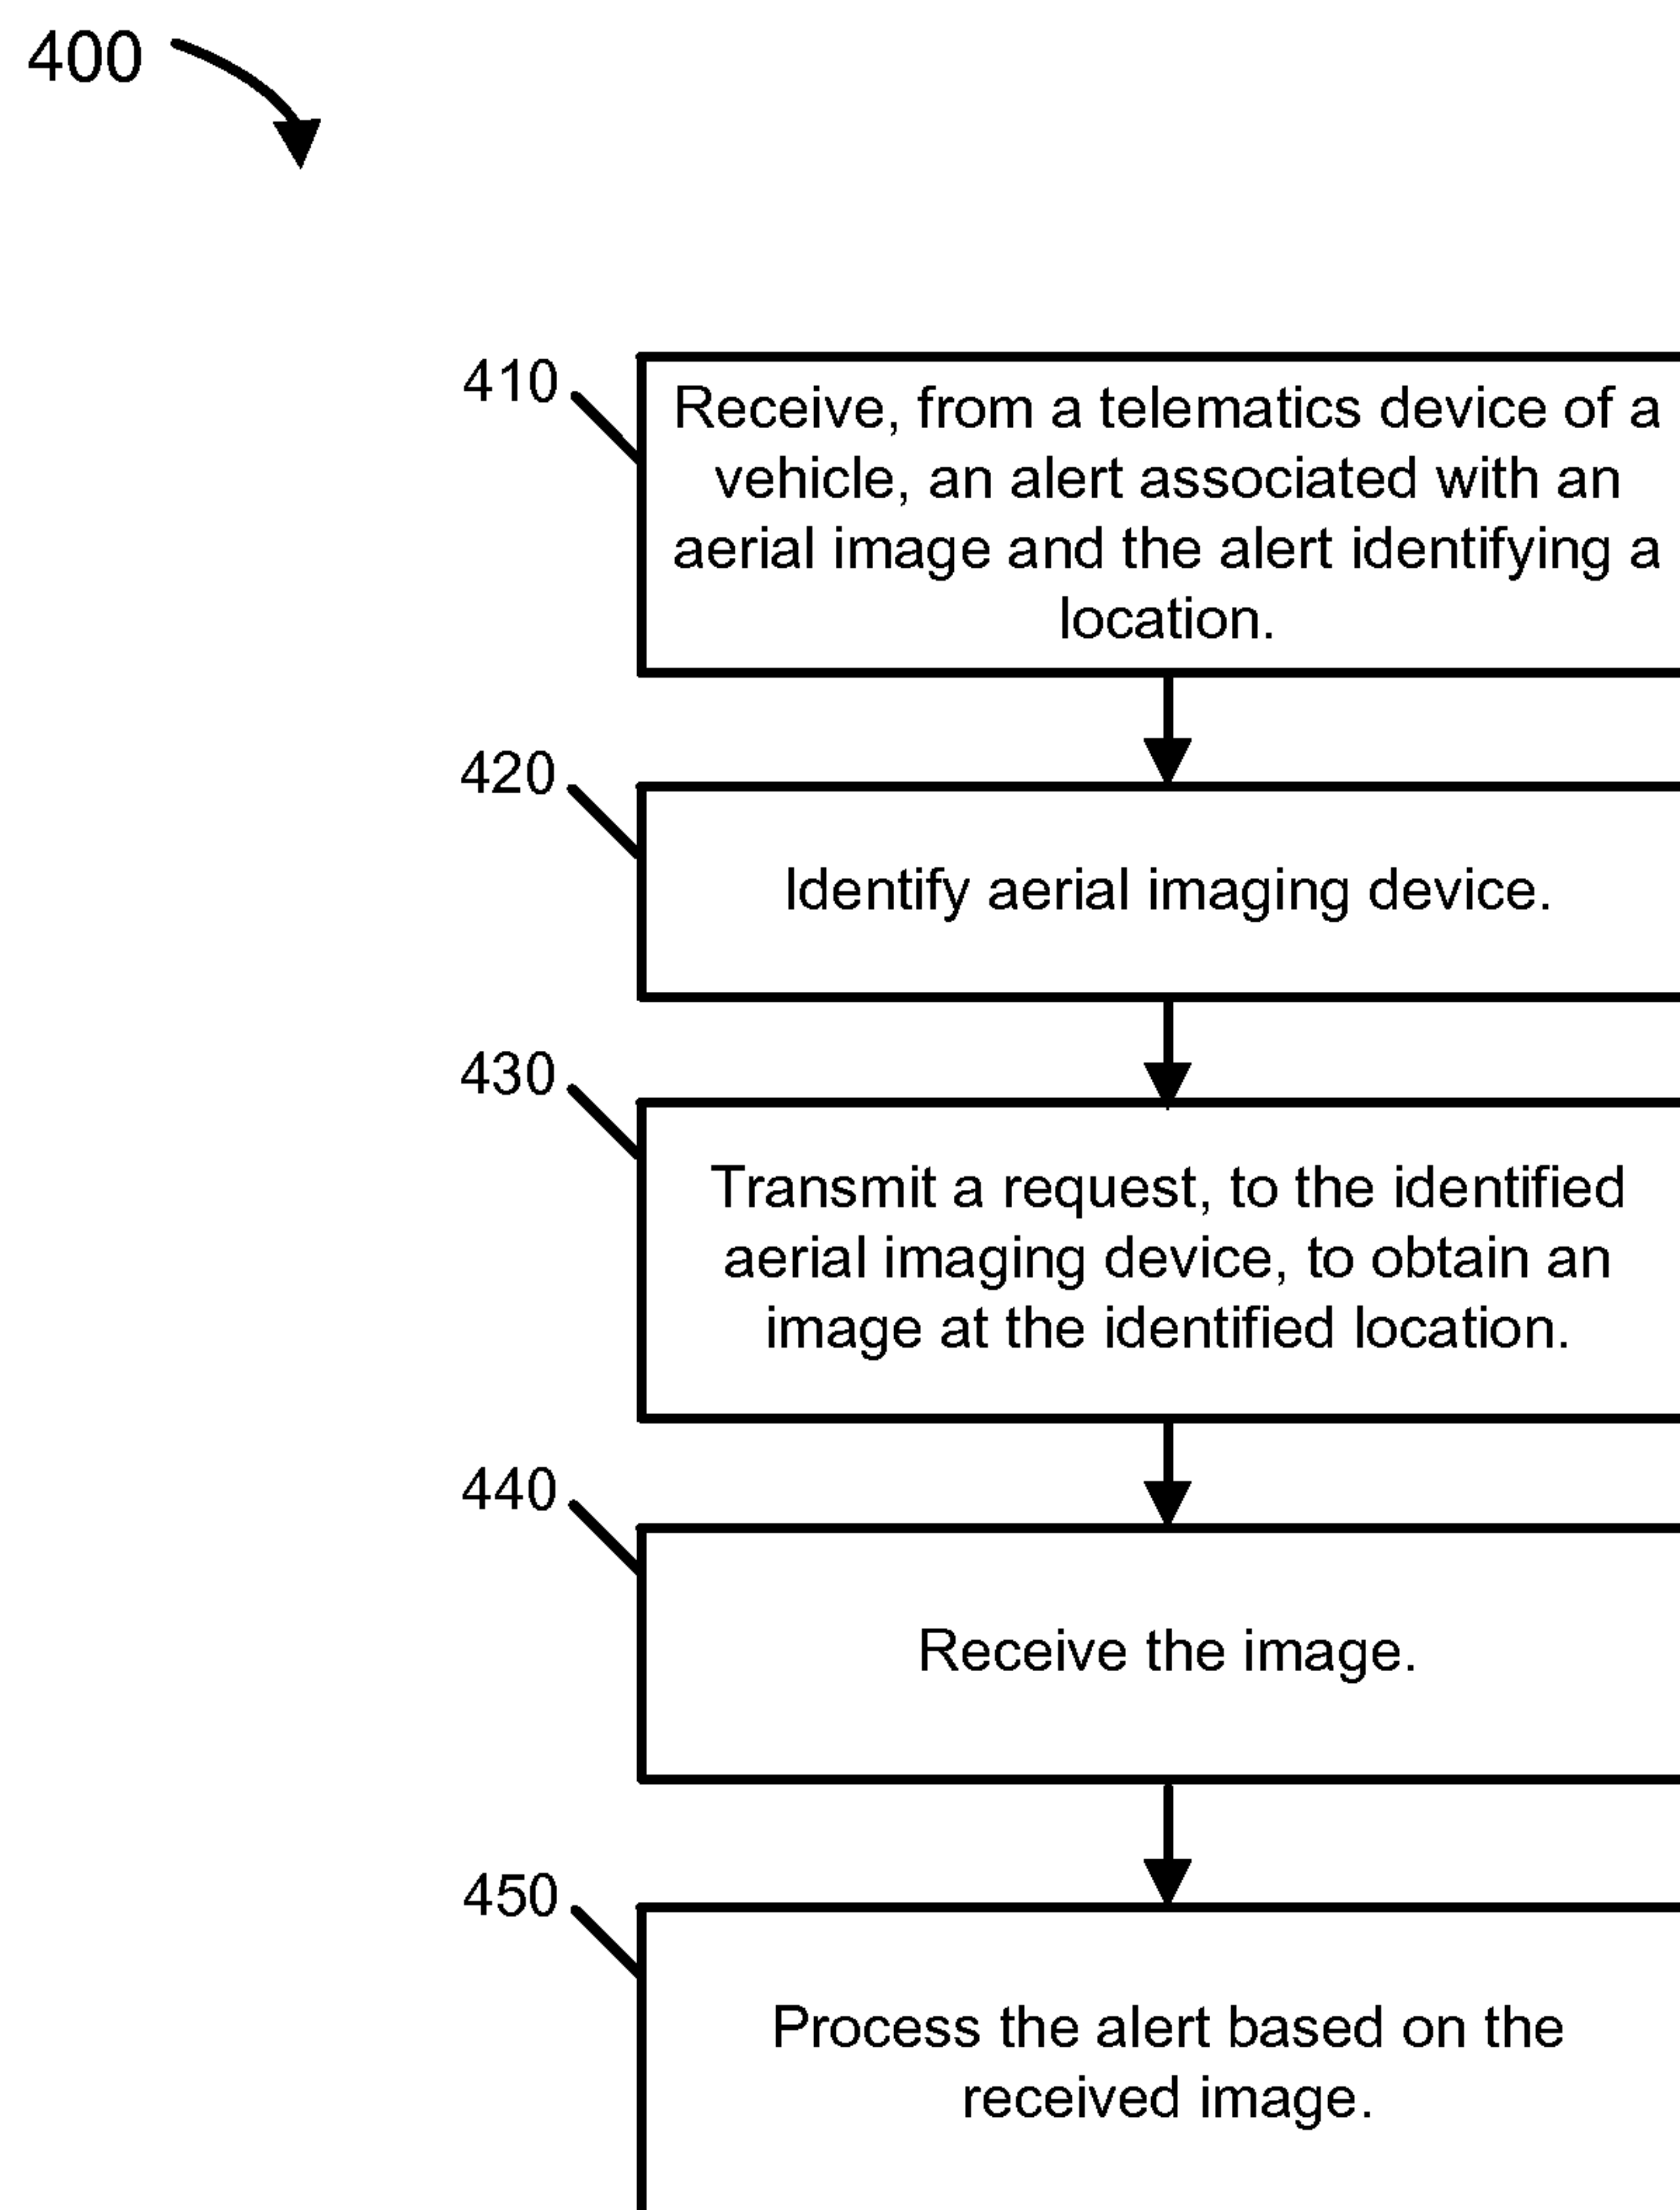 400
410
Receive, from a telematics device of a
vehicle, an alert associated with an
aerial image and the alert identifying a
location.
420
Identify aerial imaging device.
430
Transmit a request, to the identified
aerial imaging device, to obtain an
image at the identified location.
440
Receive the image.
450
Process the alert based on the
received image.